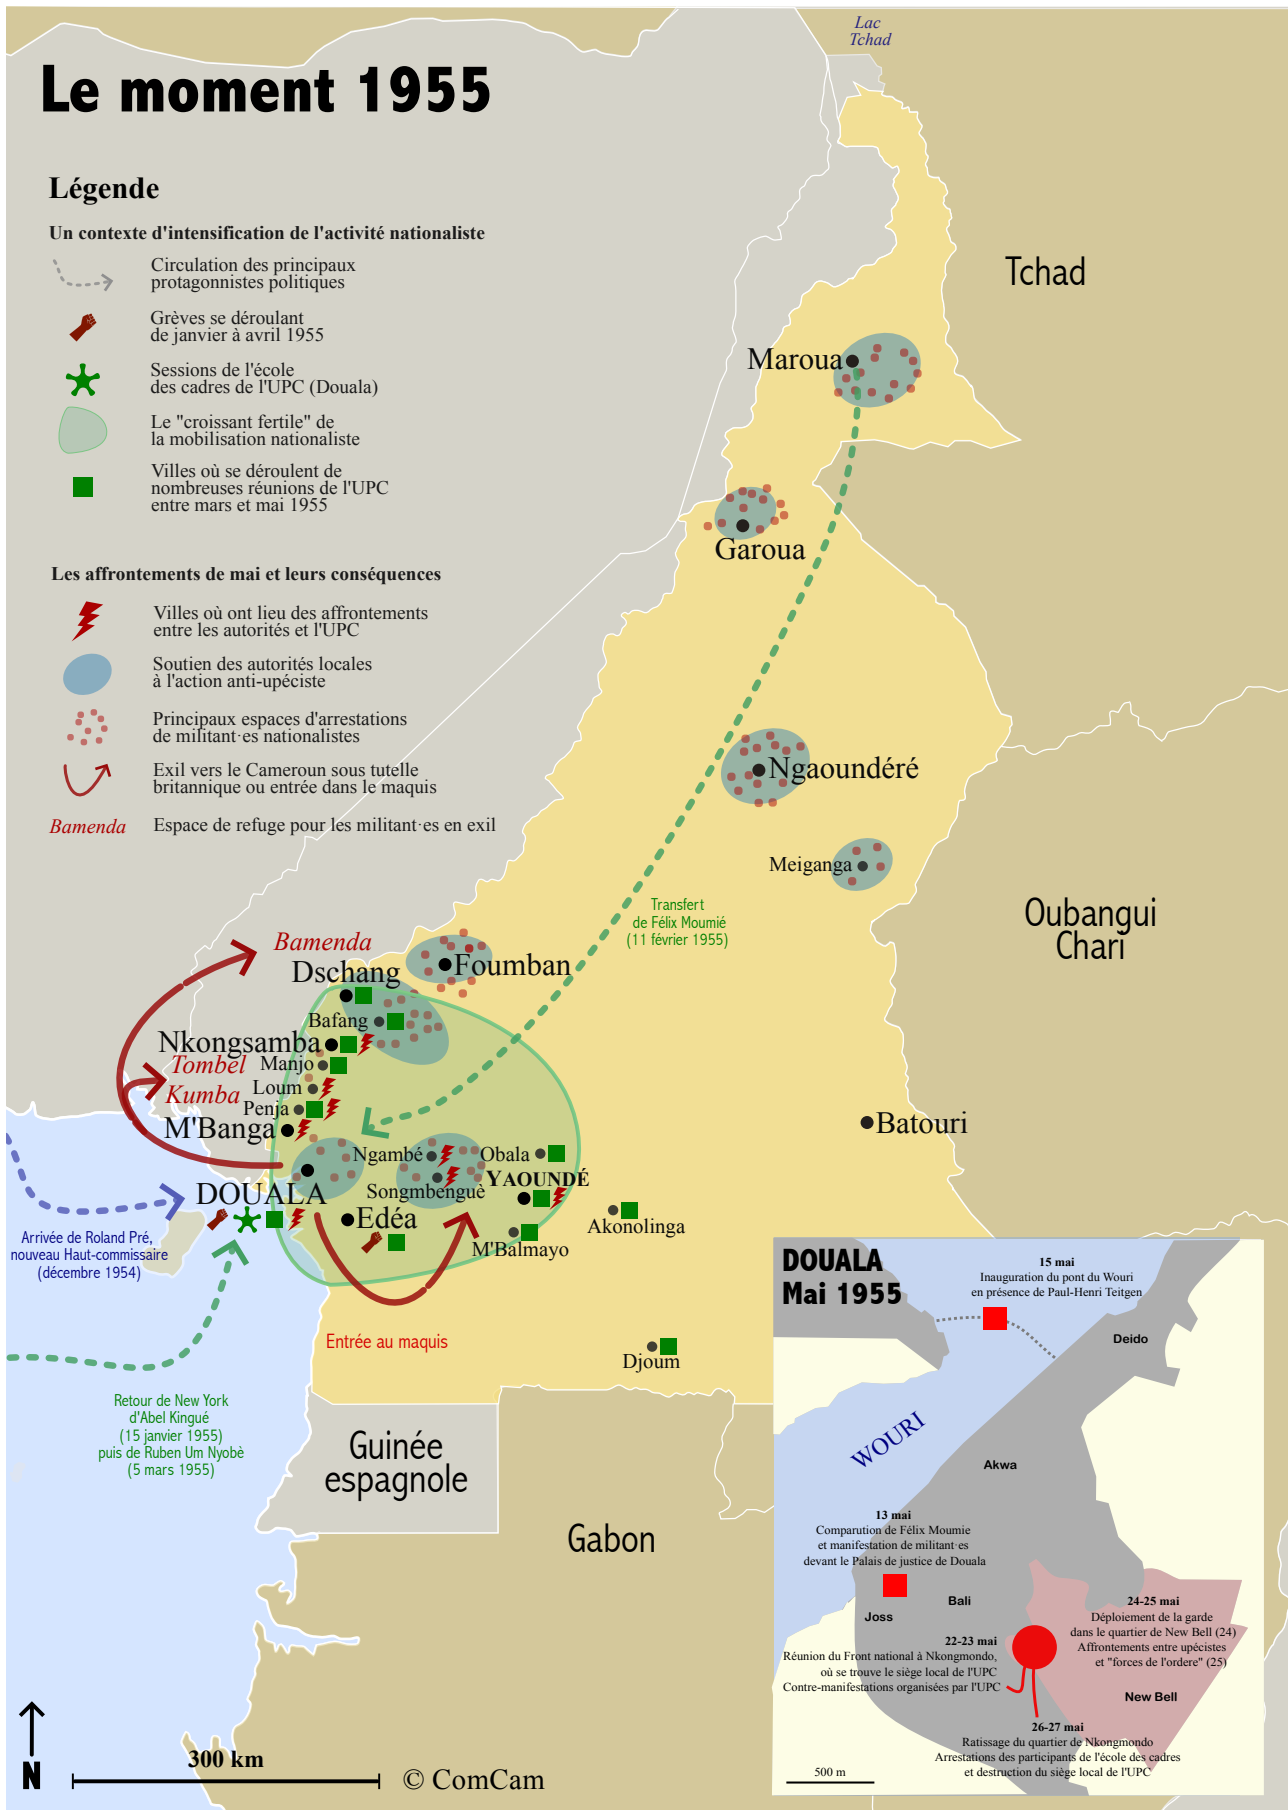 Le moment 1955
Lac
Tchad
Légende
Un contexte d'intensification de l'activité nationaliste
Circulation des principaux
protagonnistes politiques
Grèves se déroulant
de janvier à avril 1955
Sessions de l'école
des cadres de l'UPC (Douala)
Le "croissant fertile" de
la mobilisation nationaliste
Villes où se déroulent de
nombreuses réunions de l'UPC
entre mars et mai 1955
Les affrontements de mai et leurs conséquences
Villes où ont lieu des affrontements
entre les autorités et l'UPC
Soutien des autorités locales
à l'action anti-upéciste
Principaux espaces d'arrestations
de militant·es nationalistes
Exil vers le Cameroun sous tutelle
britannique ou entrée dans le maquis
Bamenda
Espace de refuge pour les militant·es en exil
Tchad
Maroua
Garoua
Ngaoundéré
Meiganga
Oubangui
Chari
Transfert
de Félix Moumié
(11 février 1955)
Bamenda
Foumban
Dschang
Bafang
Nkongsamba
Tombel
Manjo
Kumba
Loum
Penja
M'Banga
Batouri
Ngambé
Obala
Songmbenguè
YAOUNDÉ
DOUALA
Edéa
Akonolinga
M'Balmayo
Arrivée de Roland Pré,
nouveau Haut-commissaire
(décembre 1954)
Entrée au maquis
Djoum
Retour de New York
d'Abel Kingué
(15 janvier 1955)
puis de Ruben Um Nyobè
(5 mars 1955)
Guinée
espagnole
Gabon
DOUALA
Mai 1955
15 mai
Inauguration du pont du Wouri
en présence de Paul-Henri Teitgen
Deido
WOURI
Akwa
13 mai
Comparution de Félix Moumie
et manifestation de militant·es
devant le Palais de justice de Douala
Bali
Joss
24-25 mai
Déploiement de la garde
dans le quartier de New Bell (24)
Affrontements entre upécistes
et "forces de l'ordere" (25)
22-23 mai
Réunion du Front national à Nkongmondo,
où se trouve le siège local de l'UPC
Contre-manifestations organisées par l'UPC
New Bell
26-27 mai
Ratissage du quartier de Nkongmondo
Arrestations des participants de l'école des cadres
et destruction du siège local de l'UPC
500 m
N
300 km
© ComCam